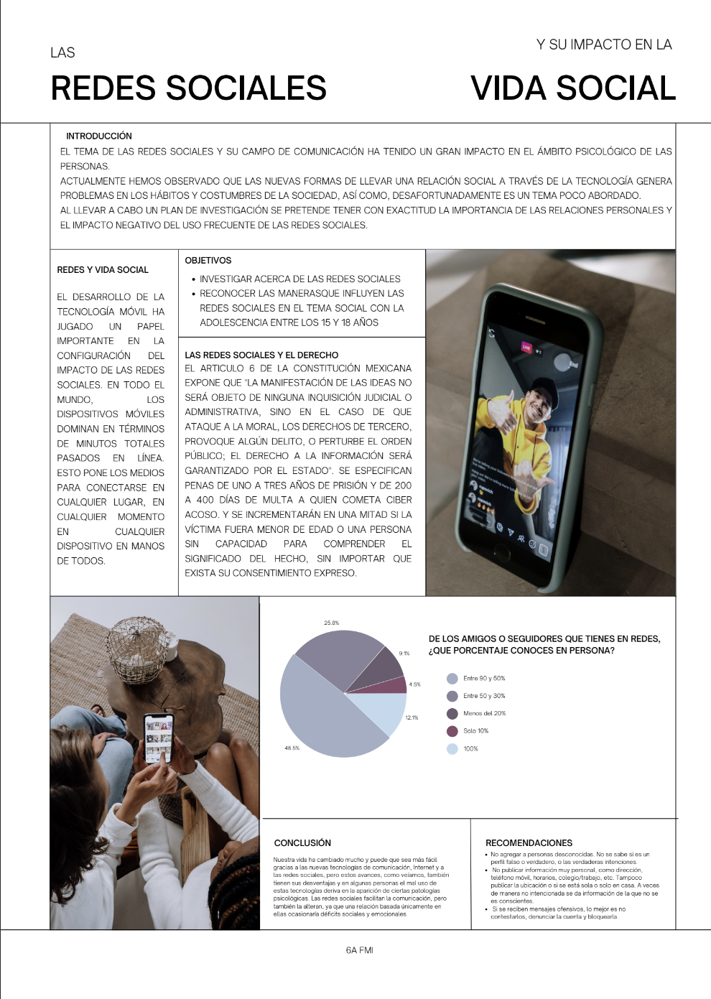 LAS
REDES SOCIALES
Y SU IMPACTO EN LA
VIDA SOCIAL
INTRODUCCIÓN
EL TEMA DE LAS REDES SOCIALES Y SU CAMPO DE COMUNICACIÓN HA TENIDO UN GRAN IMPACTO EN EL ÁMBITO PSICOLÓGICO DE LAS
PERSONAS.
ACTUALMENTE HEMOS OBSERVADO QUE LAS NUEVAS FORMAS DE LLEVAR UNA RELACIÓN SOCIAL A TRAVÉS DE LA TECNOLOGÍA GENERA
PROBLEMAS EN LOS HÁBITOS Y COSTUMBRES DE LA SOCIEDAD, ASÍ COMO, DESAFORTUNADAMENTE ES UN TEMA POCO ABORDADO.
AL LLEVAR A CABO UN PLAN DE INVESTIGACIÓN SE PRETENDE TENER CON EXACTITUD LA IMPORTANCIA DE LAS RELACIONES PERSONALES Y
EL IMPACTO NEGATIVO DEL USO FRECUENTE DE LAS REDES SOCIALES.
REDES Y VIDA SOCIAL
EL DESARROLLO DE LA
TECNOLOGÍA MÓVIL HA
JUGADO UN PAPEL
IMPORTANTE EN LA
CONFIGURACIÓN DEL
IMPACTO DE LAS REDES
SOCIALES. EN TODO EL
MUNDO, LOS
DISPOSITIVOS MÓVILES
DOMINAN EN TÉRMINOS
DE MINUTOS TOTALES
PASADOS EN LÍNEA.
ESTO PONE LOS MEDIOS
PARA CONECTARSE EN
CUALQUIER LUGAR, EN
CUALQUIER MOMENTO
EN CUALQUIER
DISPOSITIVO EN MANOS
DE TODOS.
OBJETIVOS
• INVESTIGAR ACERCA DE LAS REDES SOCIALES
• RECONOCER LAS MANERASQUE INFLUYEN LAS
REDES SOCIALES EN EL TEMA SOCIAL CON LA
ADOLESCENCIA ENTRE LOS 15 Y 18 AÑOS
LAS REDES SOCIALES Y EL DERECHO
EL ARTICULO 6 DE LA CONSTITUCIÓN MEXICANA
EXPONE QUE "LA MANIFESTACIÓN DE LAS IDEAS NO
SERÁ OBJETO DE NINGUNA INQUISICIÓN JUDICIAL O
ADMINISTRATIVA, SINO EN EL CASO DE QUE
ATAQUE A LA MORAL, LOS DERECHOS DE TERCERO,
PROVOQUE ALGÚN DELITO, O PERTURBE EL ORDEN
PÚBLICO; EL DERECHO A LA INFORMACIÓN SERÁ
GARANTIZADO POR EL ESTADO". SE ESPECIFICAN
PENAS DE UNO A TRES AÑOS DE PRISIÓN Y DE 200
A 400 DÍAS DE MULTA A QUIEN COMETA CIBER
ACOSO. Y SE INCREMENTARÁN EN UNA MITAD SI LA
VÍCTIMA FUERA MENOR DE EDAD O UNA PERSONA
SIN CAPACIDAD PARA COMPRENDER EL
SIGNIFICADO DEL HECHO, SIN IMPORTAR QUE
EXISTA SU CONSENTIMIENTO EXPRESO.
LIVE
End
25.8%
9.1%
4.5%
12.1%
48.5%
DE LOS AMIGOS O SEGUIDORES QUE TIENES EN REDES,
¿QUE PORCENTAJE CONOCES EN PERSONA?
Entre 90 y 50%
Entre 50 y 30%
Menos del 20%
Solo 10%
100%
CONCLUSIÓN
Nuestra vida ha cambiado mucho y puede que sea más fácil
gracias a las nuevas tecnologías de comunicación, Internet y a
las redes sociales, pero estos avances, como veíamos, también
tienen sus desventajas y en algunas personas el mal uso de
estas tecnologías deriva en la aparición de ciertas patologías
psicológicas. Las redes sociales facilitan la comunicación, pero
también la alteran, ya que una relación basada únicamente en
ellas ocasionaría déficits sociales y emocionales.
RECOMENDACIONES
• No agregar a personas desconocidas. No se sabe si es un
perfil falso o verdadero, o las verdaderas intenciones.
• No publicar información muy personal, como dirección,
teléfono móvil, horarios, colegio/trabajo, etc. Tampoco
publicar la ubicación o si se está sola o solo en casa. A veces
de manera no intencionada se da información de la que no se
es conscientes.
• Si se reciben mensajes ofensivos, lo mejor es no
contestarlos, denunciar la cuenta y bloquearla.
6A FMI